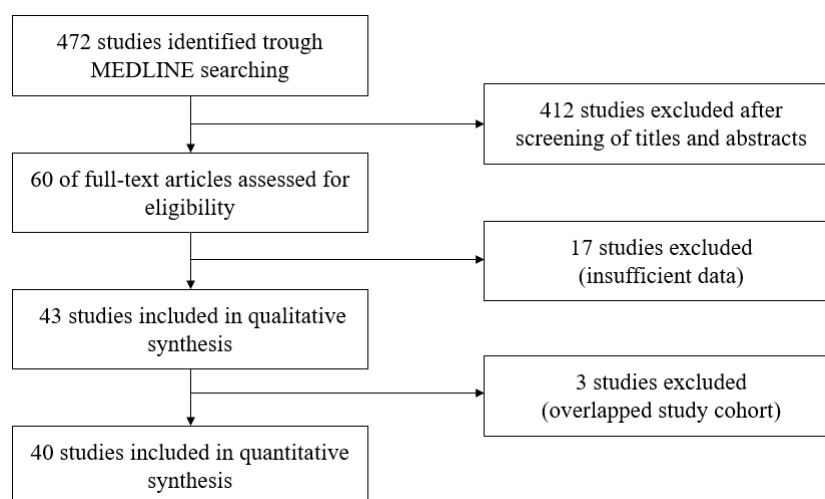 472 studies identified trough
MEDLINE searching
412 studies excluded after
screening of titles and abstracts
60 of full-text articles assessed for
eligibility
17 studies excluded
(insufficient data)
43 studies included in qualitative
synthesis
3 studies excluded
(overlapped study cohort)
40 studies included in quantitative
synthesis